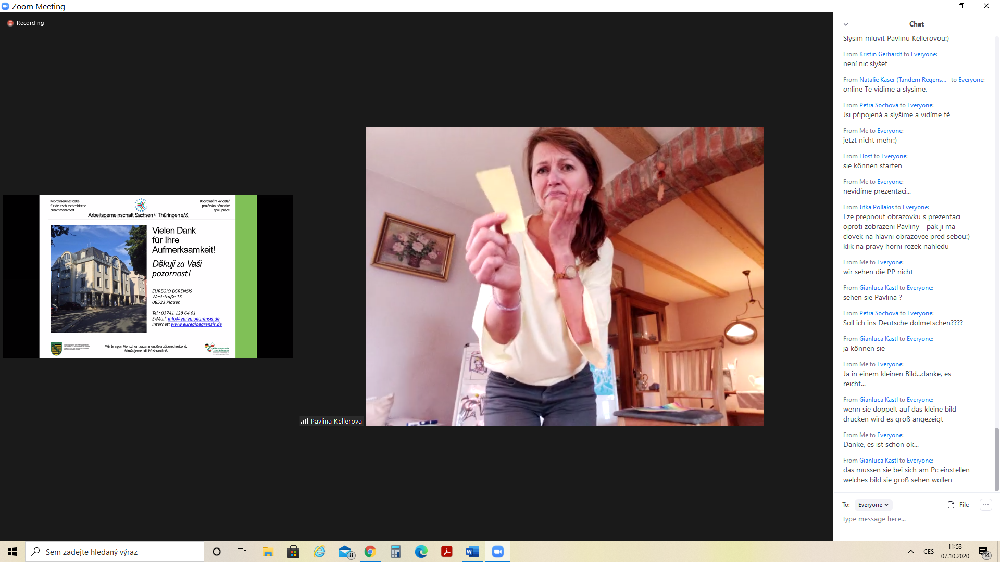 Zoom Meeting
Recording
Koordinierungsstelle
für deutsch-tschechische
Zusammenarbeit
EUREGIO EGRENSIS
Koordinační kancelář
pro česko-německé
spolupráce
Arbeitsgemeinschaft Sachsen / Thüringen e.V.
Vielen Dank
für Ihre
Aufmerksamkeit!
Děkuji za Vaši
pozornost!
EUREGIO EGRENSIS
Weststraße 13
08523 Plauen
Tel.: 03741 128 64 61
E-Mail: info@euregioegrensis.de
Internet: www.euregioegrensis.de
Wir bringen Menschen zusammen. Grenzüberschreitend.
Sdružujeme lidi. Přeshraničně.
Pavlina Kellerova
Chat
Slysim mluvit Pavlinu Kellerovou:)
From Kristin Gerhardt to Everyone:
není nic slyšet
From Natalie Käser (Tandem Regens... to Everyone:
online Te vidime a slysime,
From Petra Sochová to Everyone:
Jsi připojená a slyšíme a vidíme tě
From Me to Everyone:
jetzt nicht mehr:)
From Host to Everyone:
sie können starten
From Me to Everyone:
nevidíme prezentaci...
From Jitka Pollakis to Everyone:
Lze prepnout obrazovku s prezentaci
oproti zobrazeni Pavliny - pak ji ma
clovek na hlavni obrazovce pred sebou:)
klik na pravy horni rozek nahledu
From Me to Everyone:
wir sehen die PP nicht
From Gianluca Kastl to Everyone:
sehen sie Pavlina ?
From Petra Sochová to Everyone:
Soll ich ins Deutsche dolmetschen????
From Gianluca Kastl to Everyone:
ja können sie
From Me to Everyone:
Ja in einem kleinen Bild...danke, es
reicht...
From Gianluca Kastl to Everyone:
wenn sie doppelt auf das kleine bild
drücken wird es groß angezeigt
From Me to Everyone:
Danke, es ist schon ok...
From Gianluca Kastl to Everyone:
das müssen sie bei sich am Pc einstellen
welches bild sie groß sehen wollen
To: Everyone
File
Type message here...
Sem zadejte hledaný výraz
8
CES
11:53
07.10.2020
14